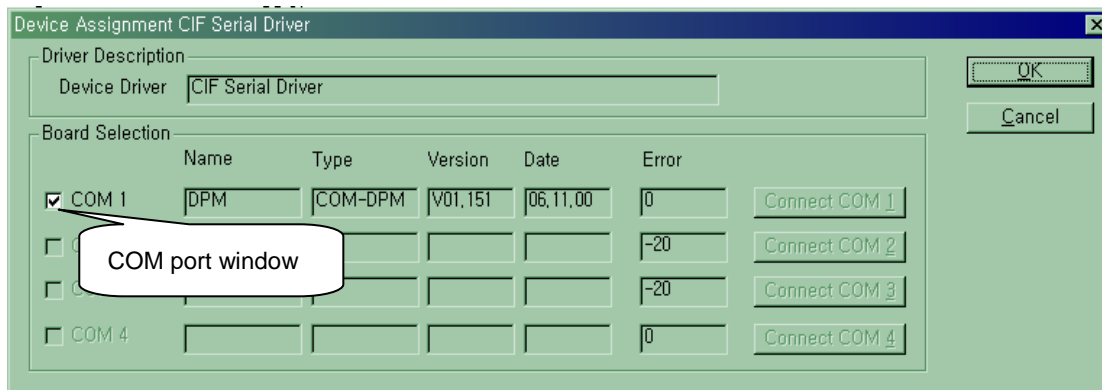 Device Assignment CIF Serial Driver
Driver Description
Device Driver CIF Serial Driver
OK
Cancel
Board Selection
Name Type Version Date Error
COM 1 DPM COM-DPM V01,151 06,11,00 0 Connect COM 1
-20 Connect COM 2
COM port window
-20 Connect COM 3
COM 4 0 Connect COM 4